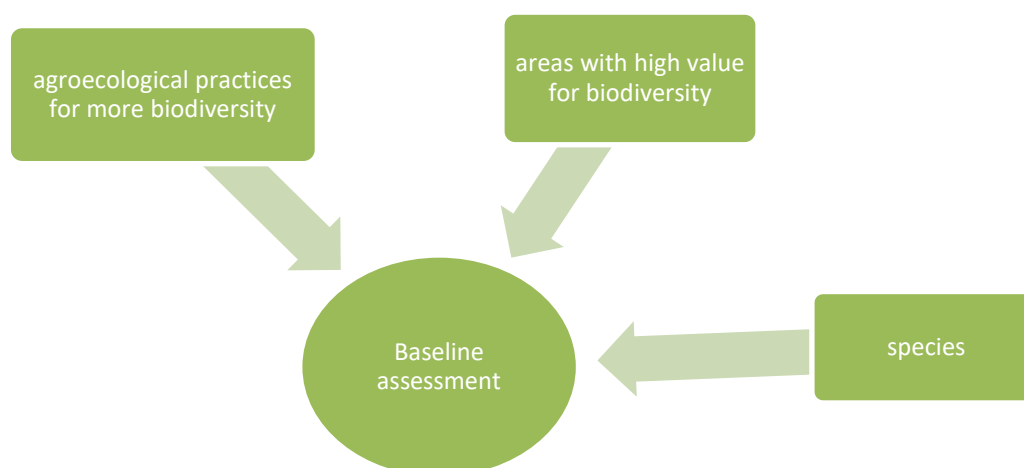 agroecological practices
for more biodiversity
areas with high value
for biodiversity
species
Baseline
assessment